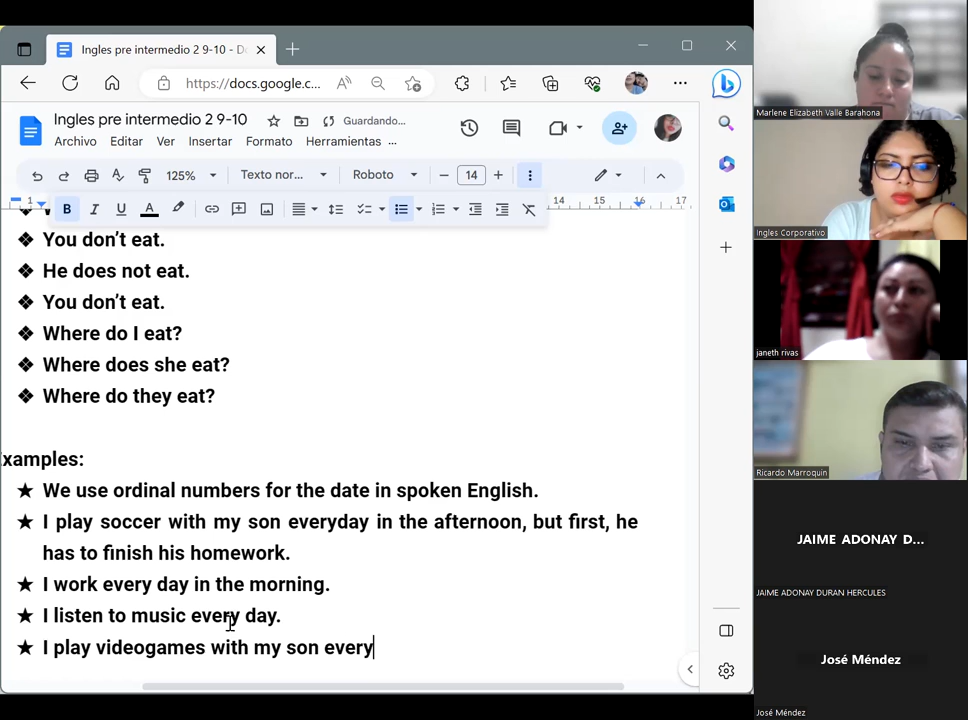 Ingles pre intermedio 2 9-10 - D
https://docs.google.c...
Ingles pre intermedio 2 9-10
Guardando...
Archivo Editar Ver Insertar Formato Herramientas ...
125% Texto nor... Roboto 14
1 14 15 16 17
❖ You don't eat.
❖ He does not eat.
❖ You don't eat.
❖ Where do I eat?
❖ Where does she eat?
❖ Where do they eat?
xamples:
★ We use ordinal numbers for the date in spoken English.
★ I play soccer with my son everyday in the afternoon, but first, he
has to finish his homework.
★ I work every day in the morning.
★ I listen to music every day.
★ I play videogames with my son every
Marlene Elizabeth Valle Barahona
Ingles Corporativo
janeth rivas
Ricardo Marroquin
JAIME ADONAY D...
JAIME ADONAY DURAN HERCULES
José Méndez
José Méndez